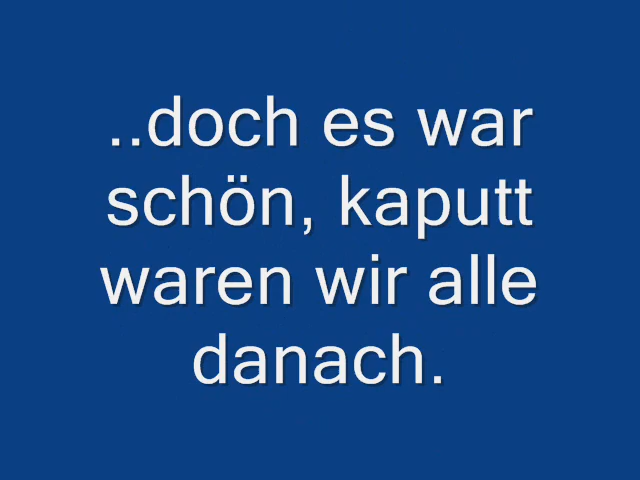 ..doch es war
schön, kaputt
waren wir alle
danach.